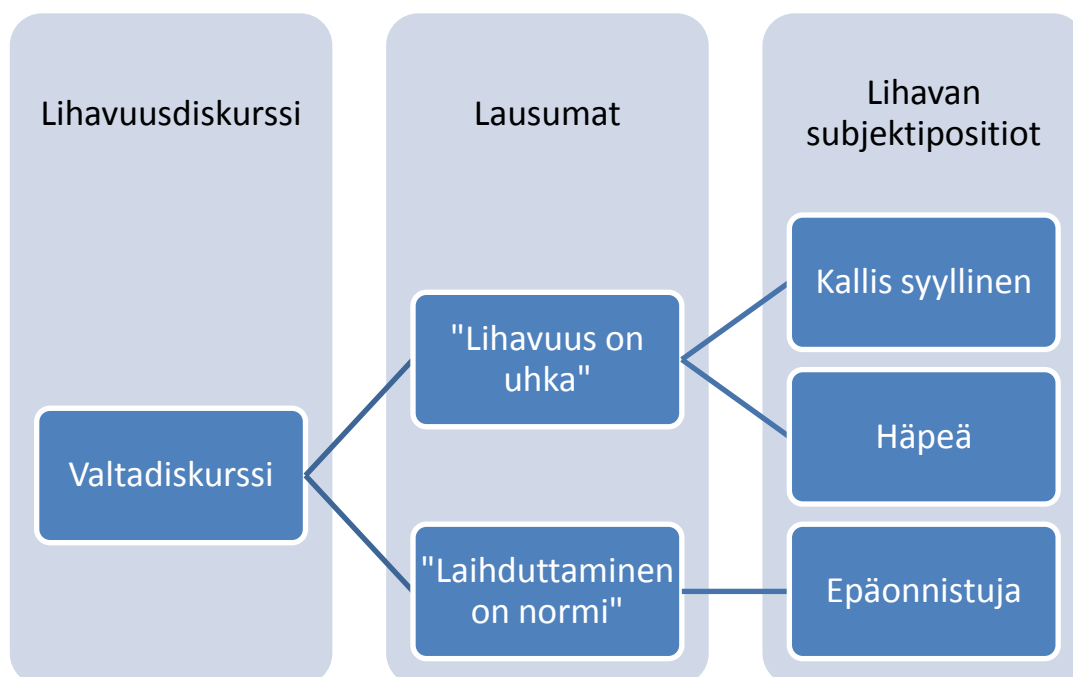 Lihavuusdiskurssi
Lausumat
Lihavan
subjektipositiot
Valtadiskurssi
"Lihavuus on
uhka"
"Laihduttaminen
on normi"
Kallis syyllinen
Häpeä
Epäonnistuja